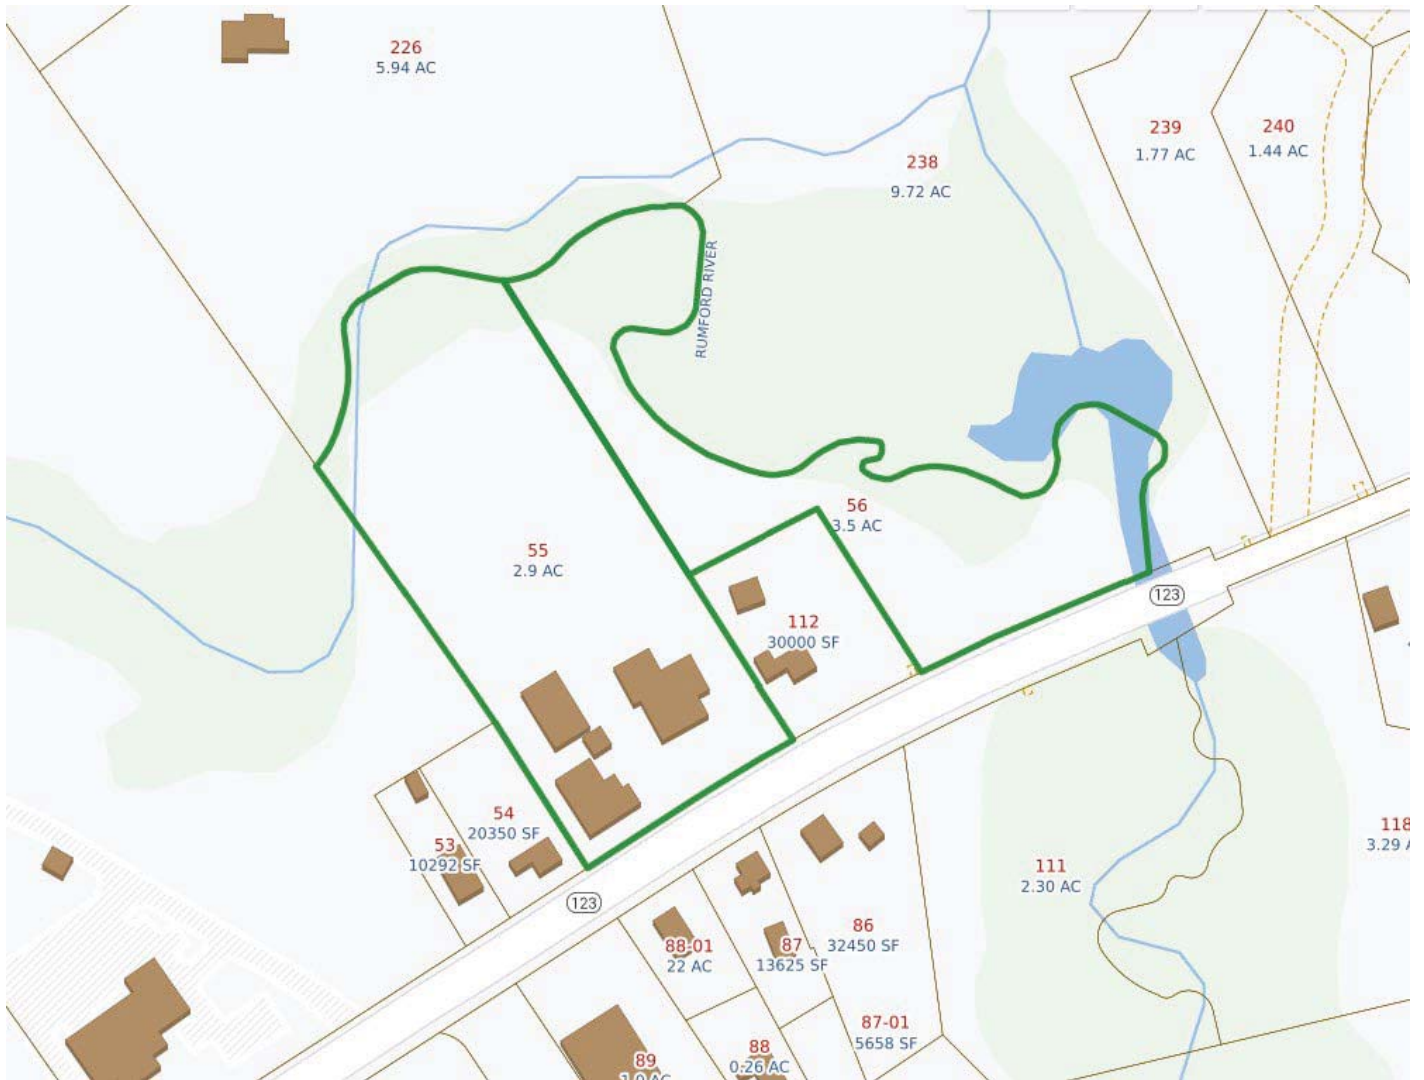 226
5.94 AC
239
1.77 AC
240
1.44 AC
238
9.72 AC
RUMFORD RIVER
56
3.5 AC
55
2.9 AC
112
30000 SF
123
54
20350 SF
53
10292 SF
118
3.29 A
111
2.30 AC
123
88-01
22 AC
87
13625 SF
86
32450 SF
87-01
5658 SF
88
0.26 AC
89
1.0 AC